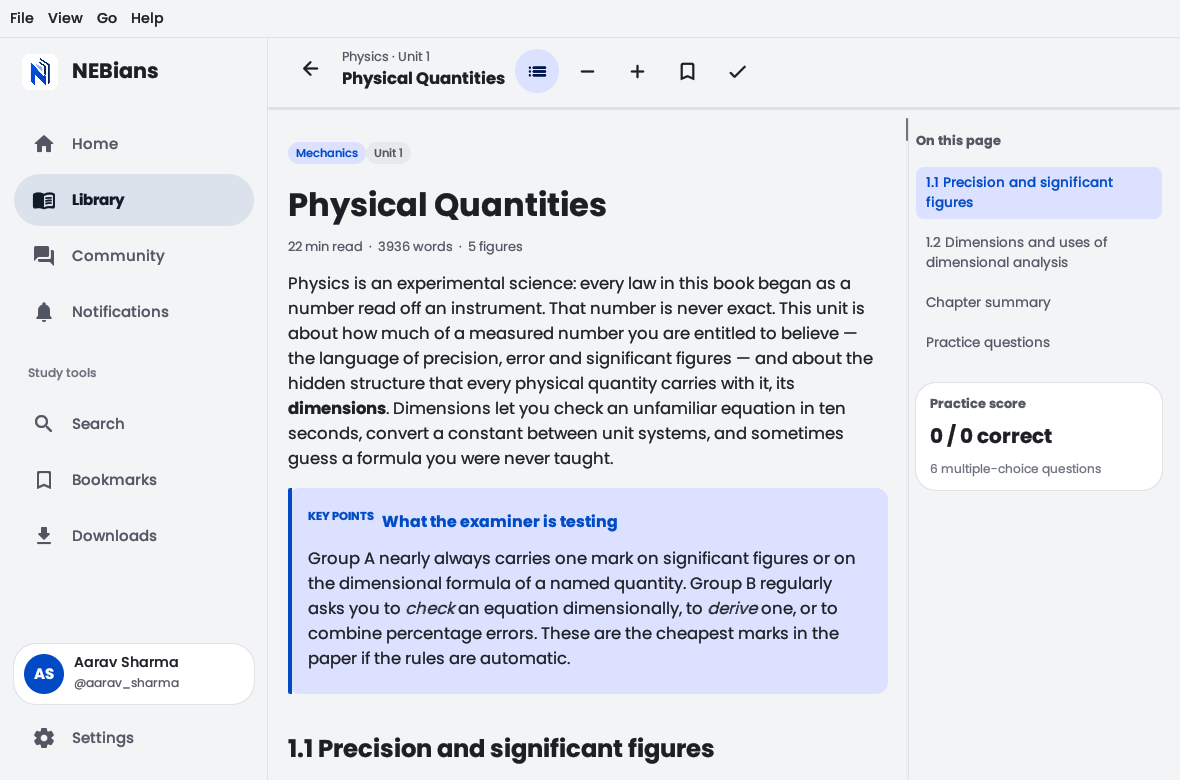 File View Go Help
NEBians
Home
Library
Community
Notifications
Study tools
Search
Bookmarks
Downloads
AS
Aarav Sharma
@aarav_sharma
Settings
Physics · Unit 1
Physical Quantities
Mechanics Unit 1
Physical Quantities
22 min read · 3936 words · 5 figures
Physics is an experimental science: every law in this book began as a
number read off an instrument. That number is never exact. This unit is
about how much of a measured number you are entitled to believe —
the language of precision, error and significant figures — and about the
hidden structure that every physical quantity carries with it, its
dimensions. Dimensions let you check an unfamiliar equation in ten
seconds, convert a constant between unit systems, and sometimes
guess a formula you were never taught.
KEY POINTS What the examiner is testing
Group A nearly always carries one mark on significant figures or on
the dimensional formula of a named quantity. Group B regularly
asks you to check an equation dimensionally, to derive one, or to
combine percentage errors. These are the cheapest marks in the
paper if the rules are automatic.
1.1 Precision and significant figures
On this page
1.1 Precision and significant
figures
1.2 Dimensions and uses of
dimensional analysis
Chapter summary
Practice questions
Practice score
0 / 0 correct
6 multiple-choice questions